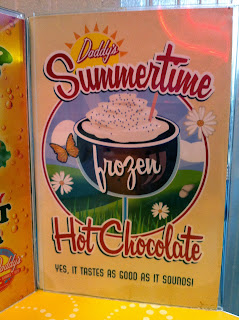 Daddy's
Summertime
frozen
Hot Chocolate
YES, IT TASTES AS GOOD AS IT SOUNDS!